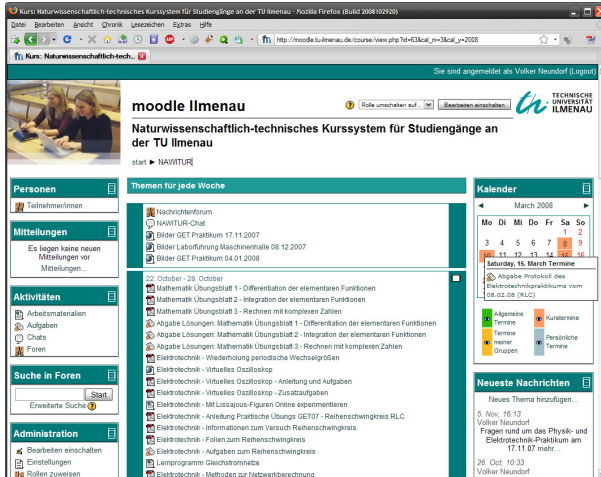 Kurs: Naturwissenschaftlich-technisches Kurssystem für Studiengänge an der TU Ilmenau - Mozilla Firefox (Build 2008102920)
Datei Bearbeiten Ansicht Chronik Lesezeichen Extras Hilfe
http://moodle.tu-ilmenau.de/course/view.php?id=63&cal_m=3&cal_y=2008
Kurs: Naturwissenschaftlich-tech...
Sie sind angemeldet als Volker Neundorf (Logout)
moodle Ilmenau
Rolle umschalten auf...
Bearbeiten einschalten
TECHNISCHE
UNIVERSITÄT
ILMENAU
Naturwissenschaftlich-technisches Kurssystem für Studiengänge an
der TU Ilmenau
start ► NAWITUR
Personen
Teilnehmer/innen
Mitteilungen
Es liegen keine neuen
Mitteilungen vor
Mitteilungen...
Aktivitäten
Arbeitsmaterialien
Aufgaben
Chats
Foren
Suche in Foren
Start
Erweiterte Suche
Administration
Bearbeiten einschalten
Einstellungen
Rollen zuweisen
Themen für jede Woche
Nachrichtenforum
NAWITUR-Chat
Bilder GET Praktikum 17.11.2007
Bilder Laborführung Maschinenhalle 08.12.2007
Bilder GET Praktikum 04.01.2008
22. October - 28. October
Mathematik Übungsblatt 1 - Differentiation der elementaren Funktionen
Mathematik Übungsblatt 2 - Integration der elementaren Funktionen
Mathematik Übungsblatt 3 - Rechnen mit komplexen Zahlen
Abgabe Lösungen: Mathematik Übungsblatt 1 - Differentiation der elementaren Funktionen
Abgabe Lösungen: Mathematik Übungsblatt 2 - Integration der elementaren Funktionen
Abgabe Lösungen: Mathematik Übungsblatt 3 - Rechnen mit komplexen Zahlen
Elektrotechnik - Wiederholung periodische Wechselgrößen
Elektrotechnik - Virtuelles Oszilloskop
Elektrotechnik - Virtuelles Oszilloskop - Anleitung und Aufgaben
Elektrotechnik - Virtuelles Oszilloskop - Zusatzaufgaben
Elektrotechnik - Mit Lissajous-Figuren Online experimentieren
Elektrotechnik - Anleitung Praktische Übungs GET07 - Reihenschwingkreis RLC
Elektrotechnik - Informationen zum Versuch Reihenschwingkreis
Elektrotechnik - Folien zum Reihenschwingkreis
Elektrotechnik - Aufgaben zum Reihenschwingkreis
Lernprogramm Gleichstromnetze
Elektrotechnik - Methoden zur Netzwerkberechnung
Kalender
◄ March 2008 ►
Mo Di Mi Do Fr Sa So
1 2
3 4 5 6 7 8 9
10 11 12 13 14 15 16
Saturday, 15. March Termine
Abgabe Protokoll des
Elektrotechnikpraktikums vom
08.02.08 (RLC)
Allgemeine
Termine
Kurstermine
Termine
meiner
Gruppen
Persönliche
Termine
Neueste Nachrichten
Neues Thema hinzufügen...
5. Nov, 16:13
Volker Neundorf
Fragen rund um das Physik- und
Elektrotechnik-Praktikum am
17.11.07 mehr...
26. Oct, 10:33
Volker Neundorf